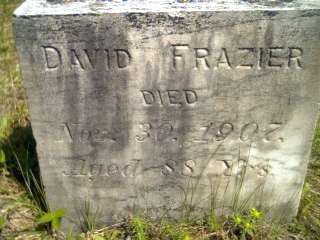 DAVID FRAZIER
DIED
Nov. 30, 1907.
Aged 88 Yrs